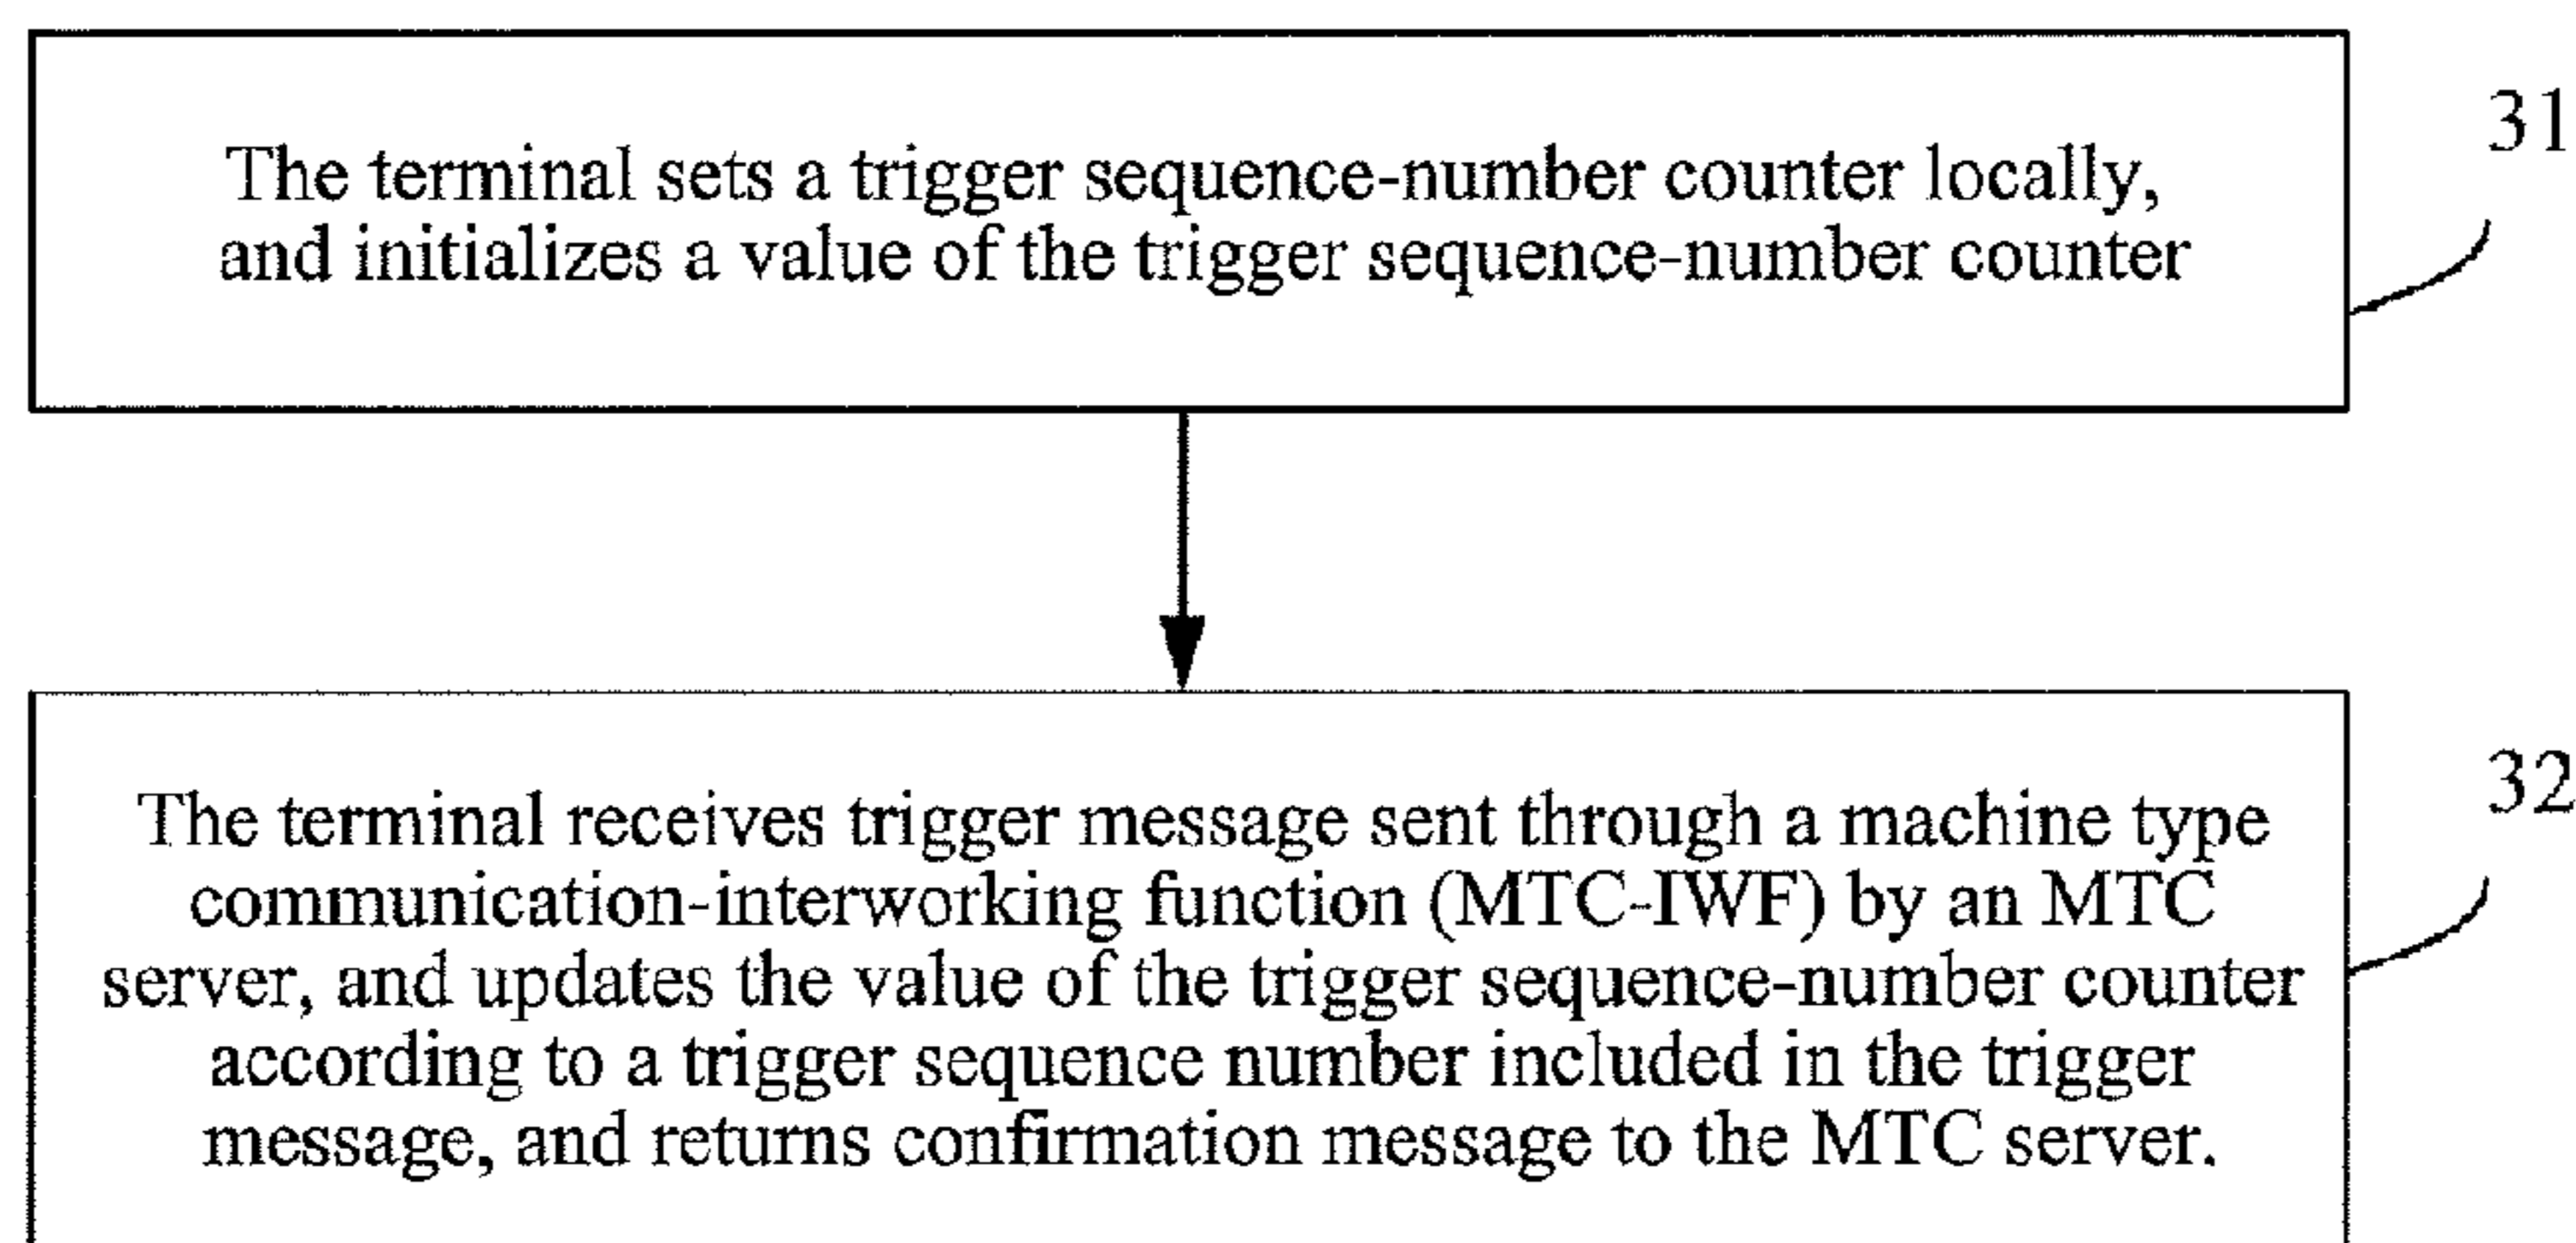 The terminal sets a trigger sequence-number counter locally,
and initializes a value of the trigger sequence-number counter
31
The terminal receives trigger message sent through a machine type
communication-interworking function (MTC-IWF) by an MTC
server, and updates the value of the trigger sequence-number counter
according to a trigger sequence number included in the trigger
message, and returns confirmation message to the MTC server.
32